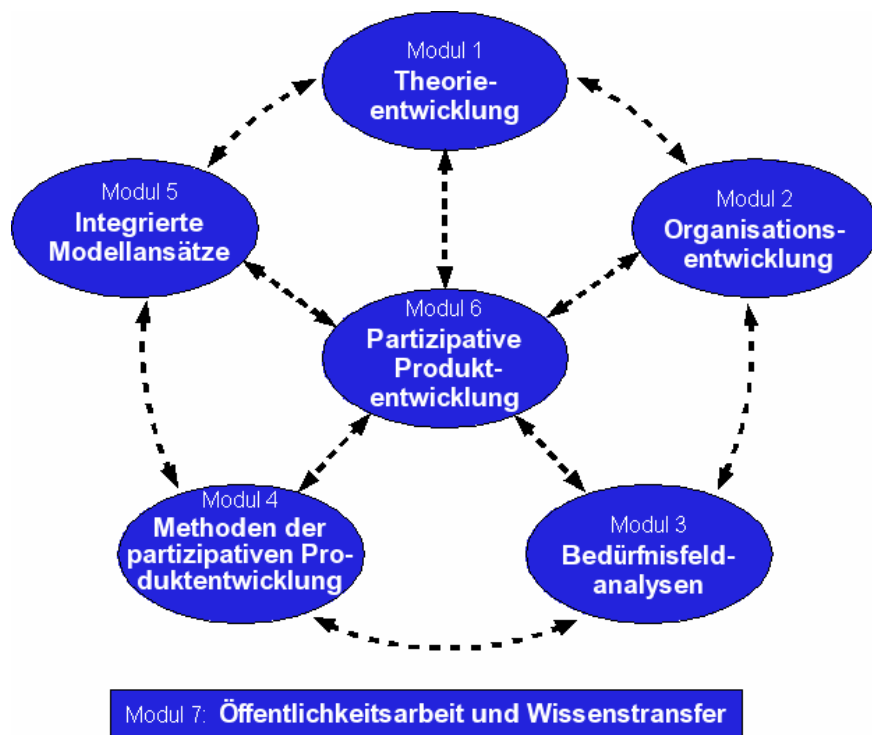 Modul 1
Theorie-
entwicklung
Modul 5
Integrierte
Modellansätze
Modul 2
Organisations-
entwicklung
Modul 6
Partizipative
Produkt-
entwicklung
Modul 4
Methoden der
partizipativen Pro-
duktentwicklung
Modul 3
Bedürfnisfeld-
analysen
Modul 7: Öffentlichkeitsarbeit und Wissenstransfer